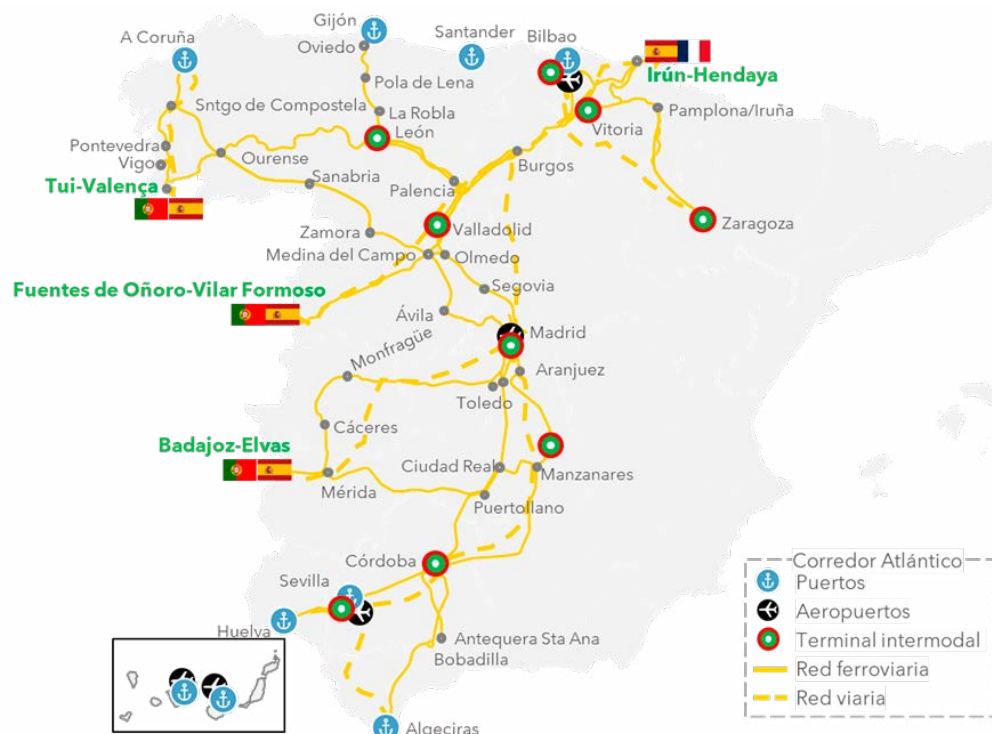 Gijón
A Coruña
Oviedo
Santander
Bilbao
Irún-Hendaya
Pola de Lena
Sntgo de Compostela
La Robla
León
Vitoria
Pamplona/Iruña
Pontevedra
Vigo
Ourense
Burgos
Tui-Valença
Sanabria
Palencia
Zaragoza
Zamora
Valladolid
Medina del Campo
Olmedo
Fuentes de Oñoro-Vilar Formoso
Segovia
Ávila
Madrid
Monfragüe
Aranjuez
Toledo
Cáceres
Badajoz-Elvas
Ciudad Real
Manzanares
Mérida
Puertollano
Córdoba
Sevilla
Huelva
Antequera Sta Ana
Bobadilla
Algeciras
Corredor Atlántico
Puertos
Aeropuertos
Terminal intermodal
Red ferroviaria
Red viaria